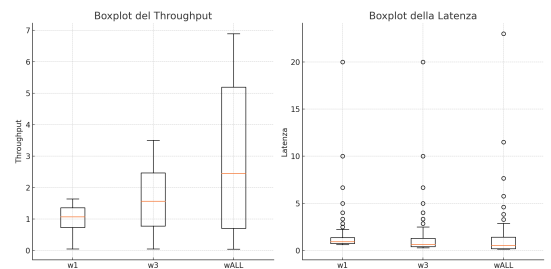 Boxplot del Throughput
Throughput
7
6
5
4
3
2
1
0
w1 w3 wALL
Boxplot della Latenza
Latenza
20
15
10
5
0
w1 w3 wALL